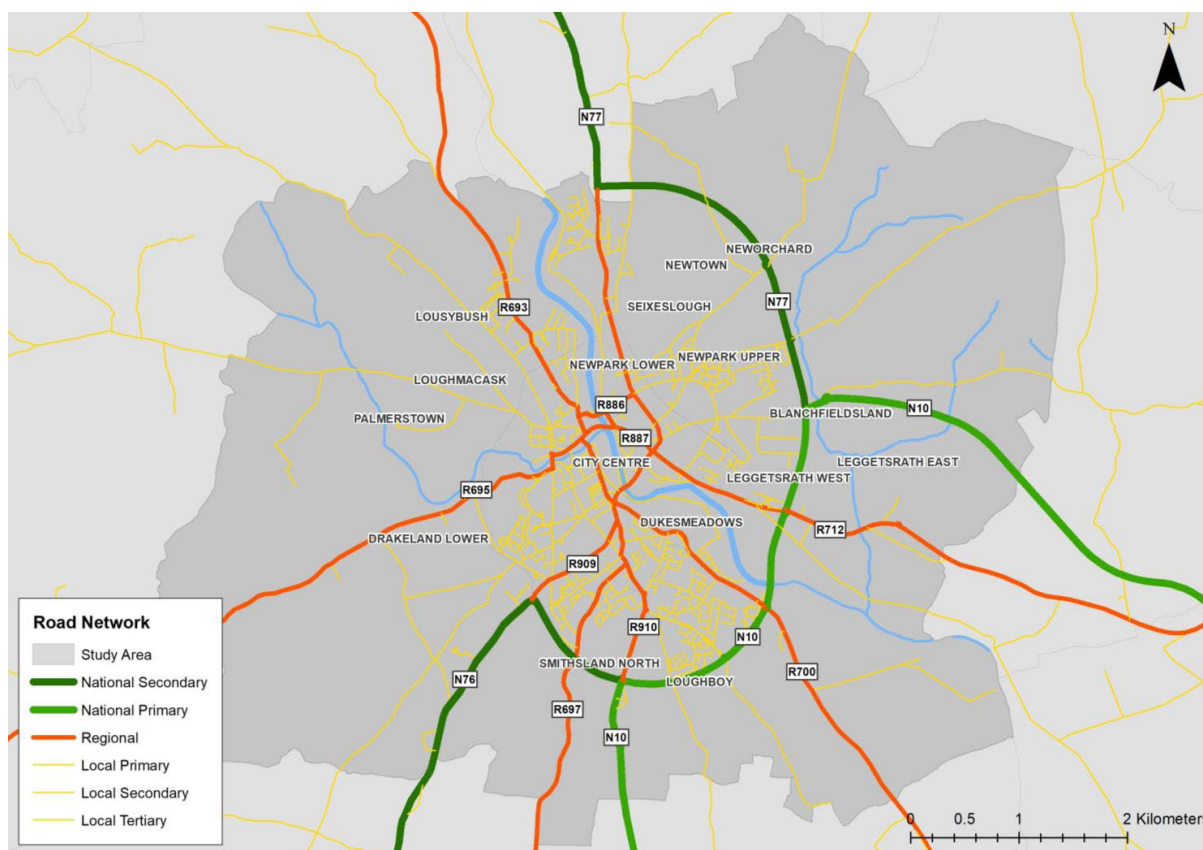 N
N77
NEWORCHARD
NEWTOWN
N77
R693
SEIXESLOUGH
LOUSYBUSH
NEWPARK UPPER
NEWPARK LOWER
LOUGHMACASK
R886
N10
BLANCHFIELDSLAND
PALMERSTOWN
R887
CITY CENTRE
LEGGETSRATH EAST
LEGGETSRATH WEST
R695
DUKESMEADOWS
R712
DRAKELAND LOWER
R909
R910
N10
SMITHSLAND NORTH
R700
N76
LOUGHBOY
R697
N10
Road Network
Study Area
National Secondary
National Primary
Regional
Local Primary
Local Secondary
Local Tertiary
0 0.5 1 2 Kilometers